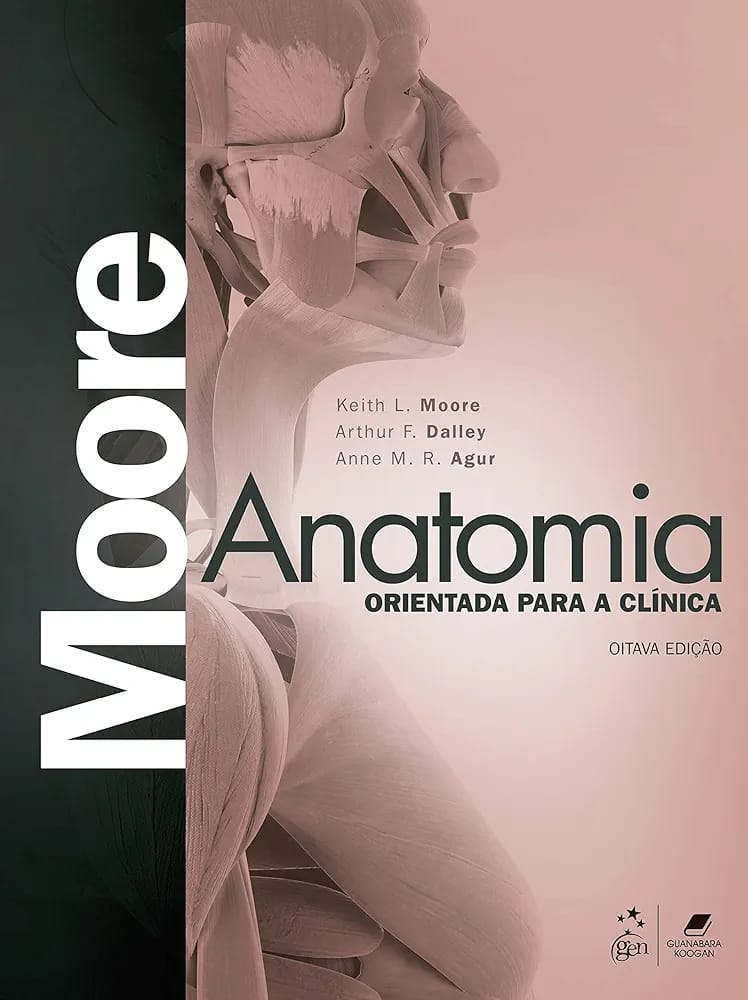 Moore
Keith L. Moore
Arthur F. Dalley
Anne M. R. Agur
Anatomia
ORIENTADA PARA A CLÍNICA
OITAVA EDIÇÃO
gen
GUANABARA
KOOGAN